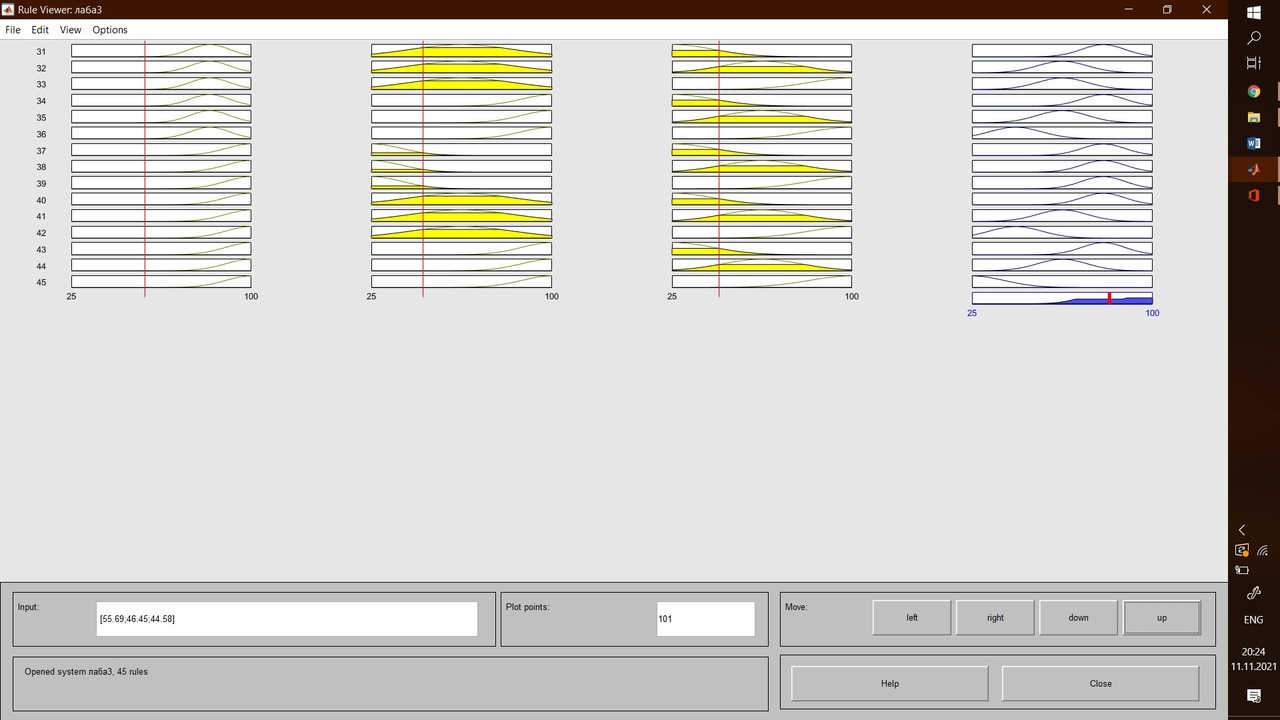 Rule Viewer: лаба3
File Edit View Options
31
32
33
34
35
36
37
38
39
40
41
42
43
44
45
25 100 25 100 25 100
25 100
Input:
[55.69;46.45;44.58]
Plot points:
101
Move:
left
right
down
up
Opened system лаба3, 45 rules
Help
Close
ENG
20:24
11.11.2021